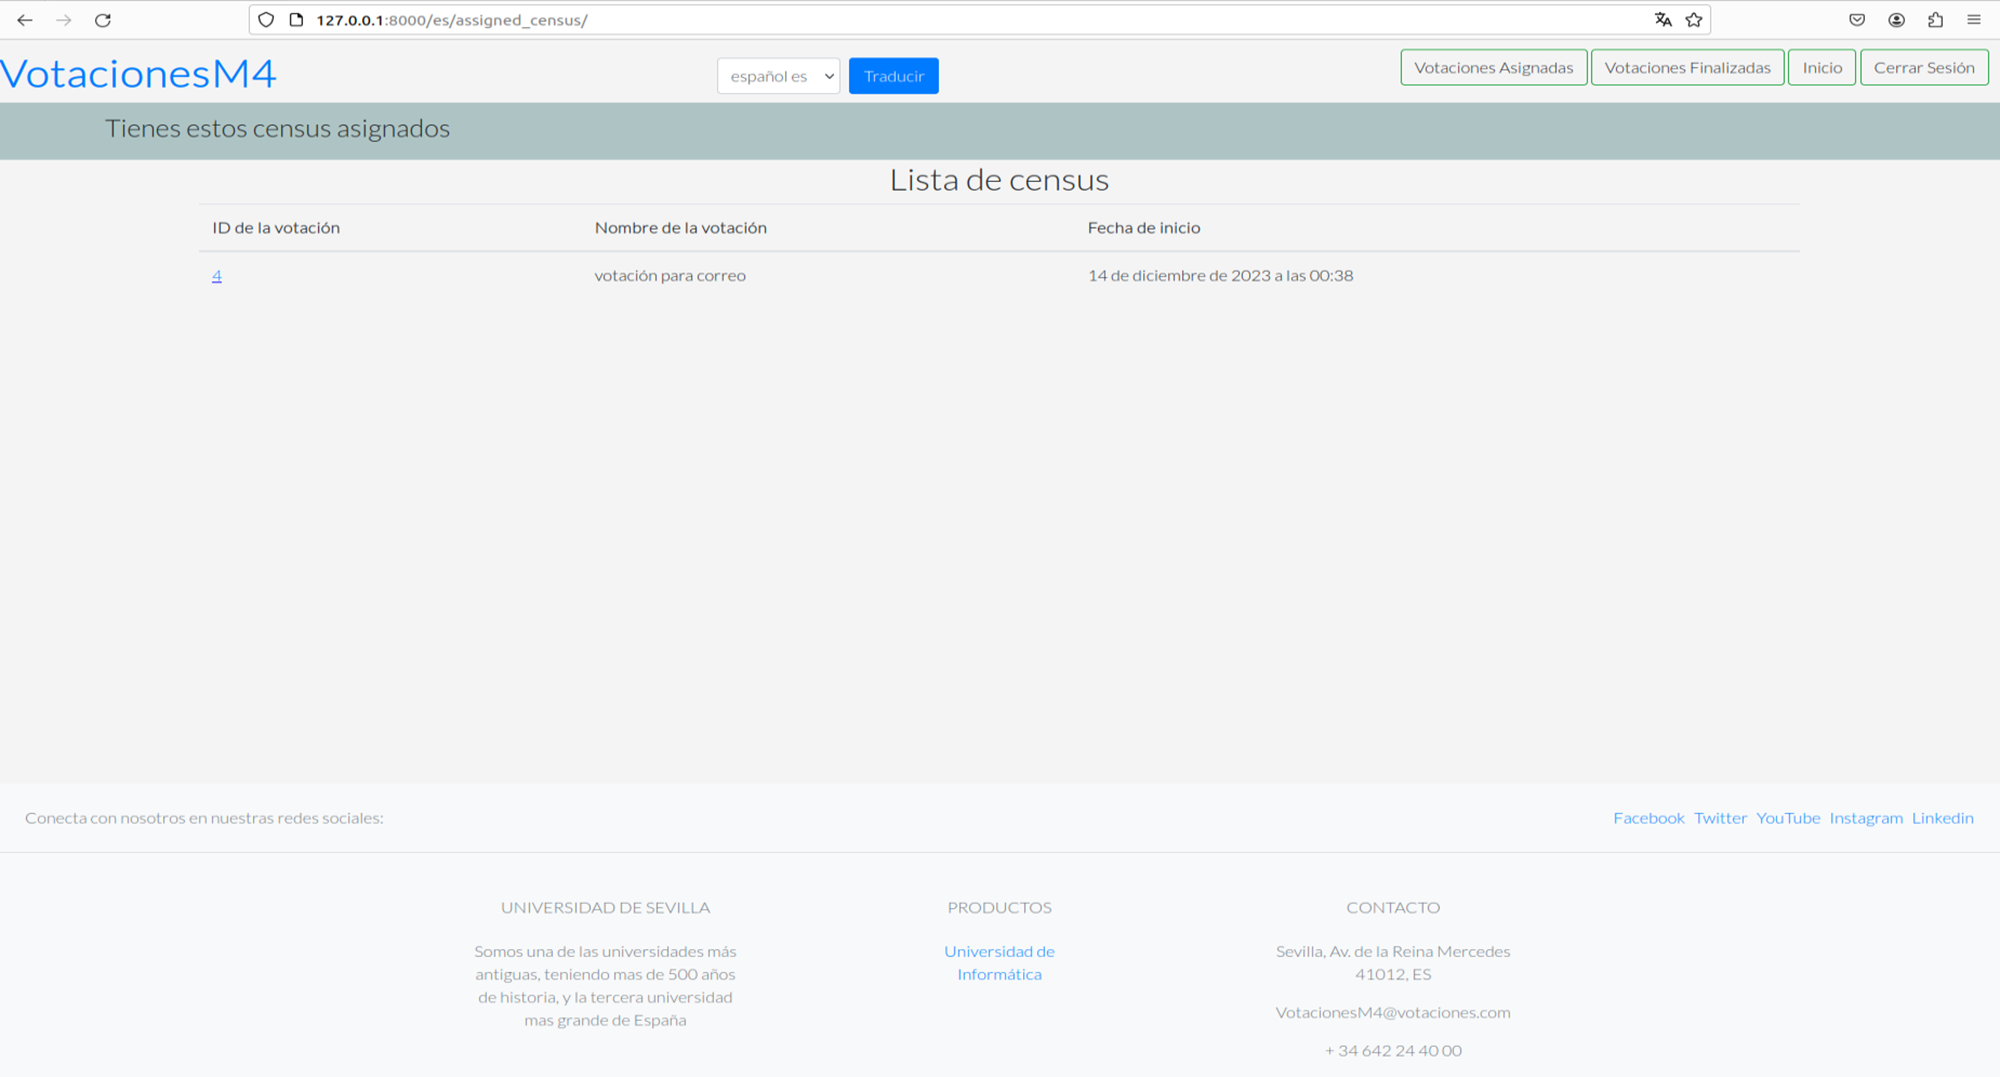 127.0.0.1:8000/es/assigned_census/
VotacionesM4
español es
Traducir
Votaciones Asignadas
Votaciones Finalizadas
Inicio
Cerrar Sesión
Tienes estos census asignados
Lista de census
ID de la votación Nombre de la votación Fecha de inicio
4 votación para correo 14 de diciembre de 2023 a las 00:38
Conecta con nosotros en nuestras redes sociales:
Facebook Twitter YouTube Instagram Linkedin
UNIVERSIDAD DE SEVILLA
Somos una de las universidades más
antiguas, teniendo mas de 500 años
de historia, y la tercera universidad
mas grande de España
PRODUCTOS
Universidad de
Informática
CONTACTO
Sevilla, Av. de la Reina Mercedes
41012, ES
VotacionesM4@votaciones.com
+ 34 642 24 40 00